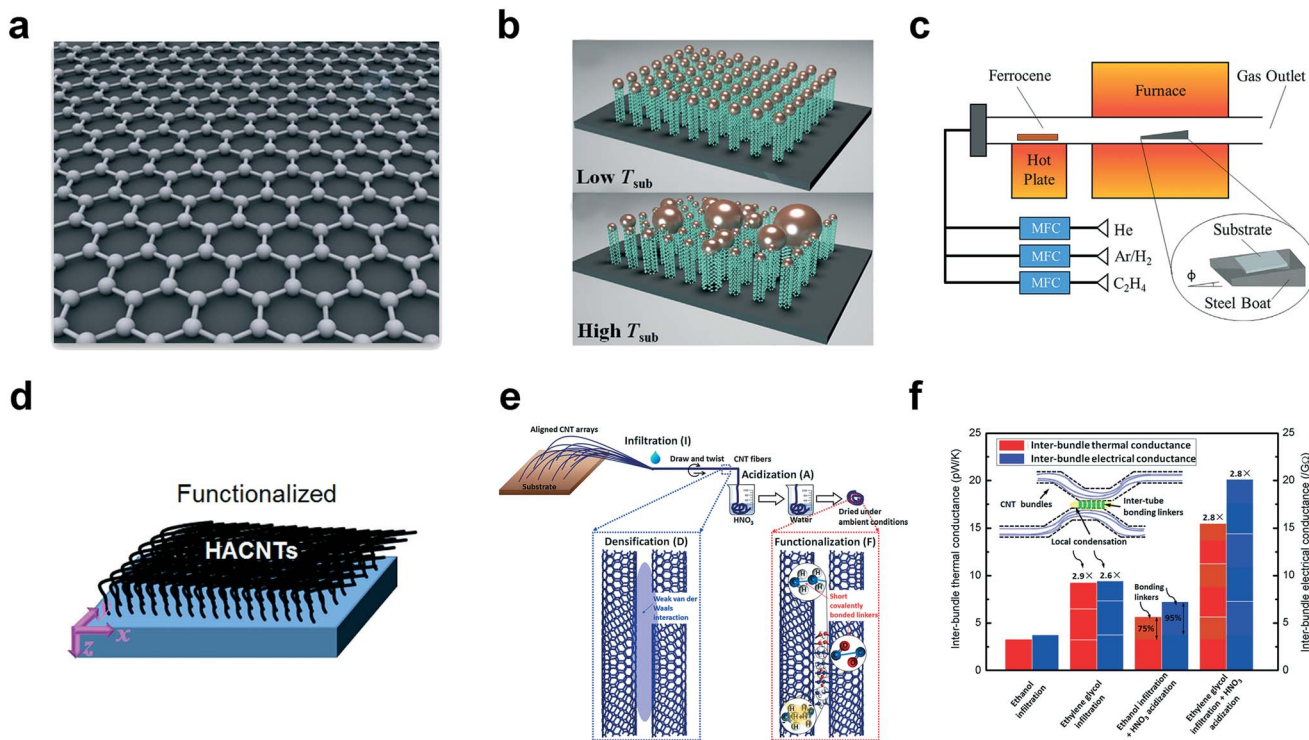 a
b
Low Tsub
High Tsub
c
Ferrocene
Furnace
Gas Outlet
Hot
Plate
MFC
He
MFC
Ar/H2
MFC
C2H4
Substrate
ϕ
Steel Boat
d
Functionalized
HACNTs
x
z
e
Aligned CNT arrays
Infiltration (I)
Draw and twist
CNT fibers
Substrate
Acidization (A)
HNO3
Water
Dried under
ambient conditions
Densification (D)
Weak van der
Waals
interaction
Functionalization (F)
Short
covalently
bonded linkers
f
Inter-bundle thermal conductance (pW/K)
25
20
15
10
5
0
Inter-bundle thermal conductance
Inter-bundle electrical conductance
CNT bundles
Inter-tube
bonding linkers
Local condensation
2.9×
2.6×
Bonding
linkers
75%
95%
2.8×
2.8×
Ethanol
infiltration
Ethylene glycol
infiltration
Ethanol infiltration
+ HNO3 acidization
Ethylene glycol
infiltration + HNO3
acidization
25
20
15
10
5
0
Inter-bundle electrical conductance (/GΩ)